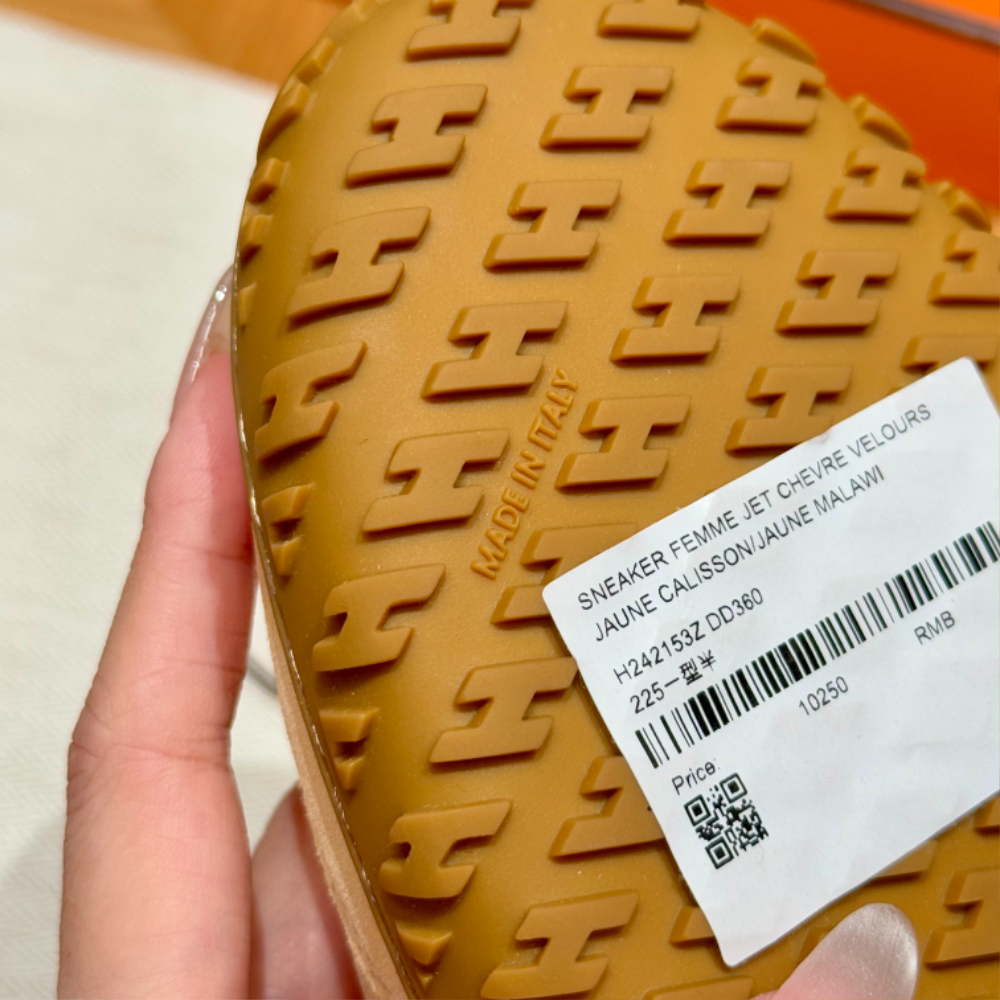 MADE IN ITALY
SNEAKER FEMME JET CHEVRE VELOURS
JAUNE CALISSON/JAUNE MALAWI
H242153Z DD360
225一型半
RMB
10250
Price: